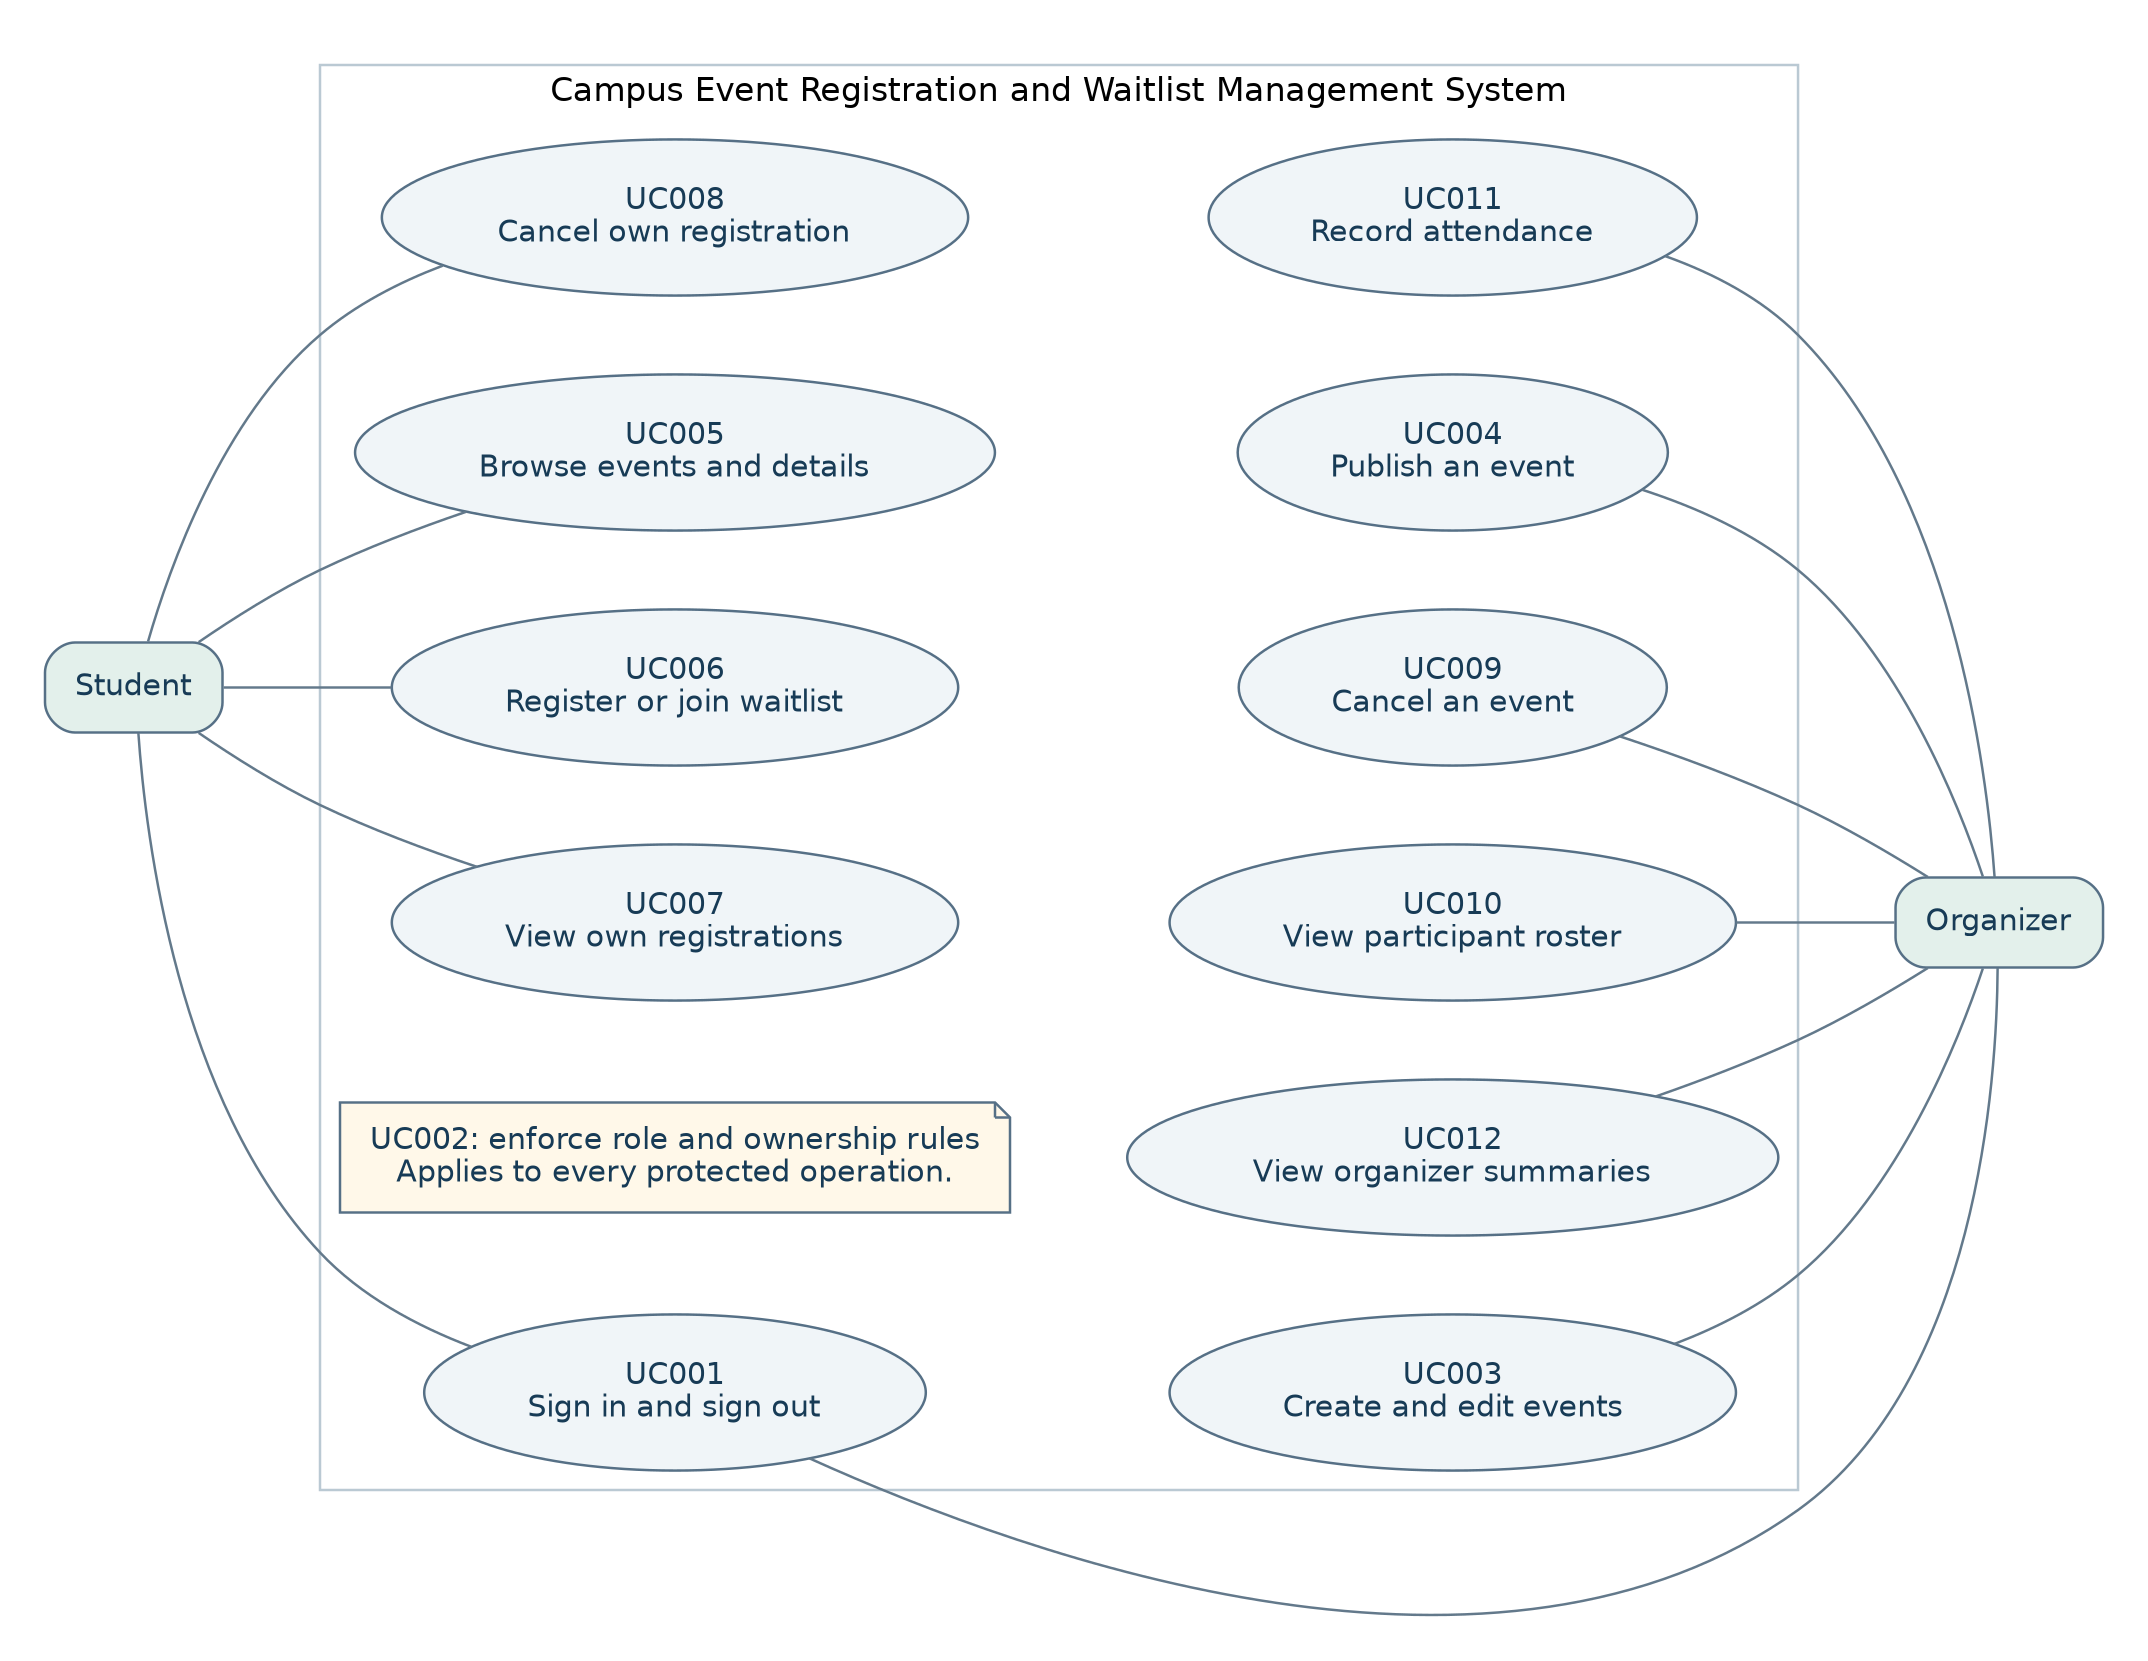 Campus Event Registration and Waitlist Management System
UC008
Cancel own registration
UC011
Record attendance
UC005
Browse events and details
UC004
Publish an event
Student
UC006
Register or join waitlist
UC009
Cancel an event
UC007
View own registrations
UC010
View participant roster
Organizer
UC002: enforce role and ownership rules
Applies to every protected operation.
UC012
View organizer summaries
UC001
Sign in and sign out
UC003
Create and edit events